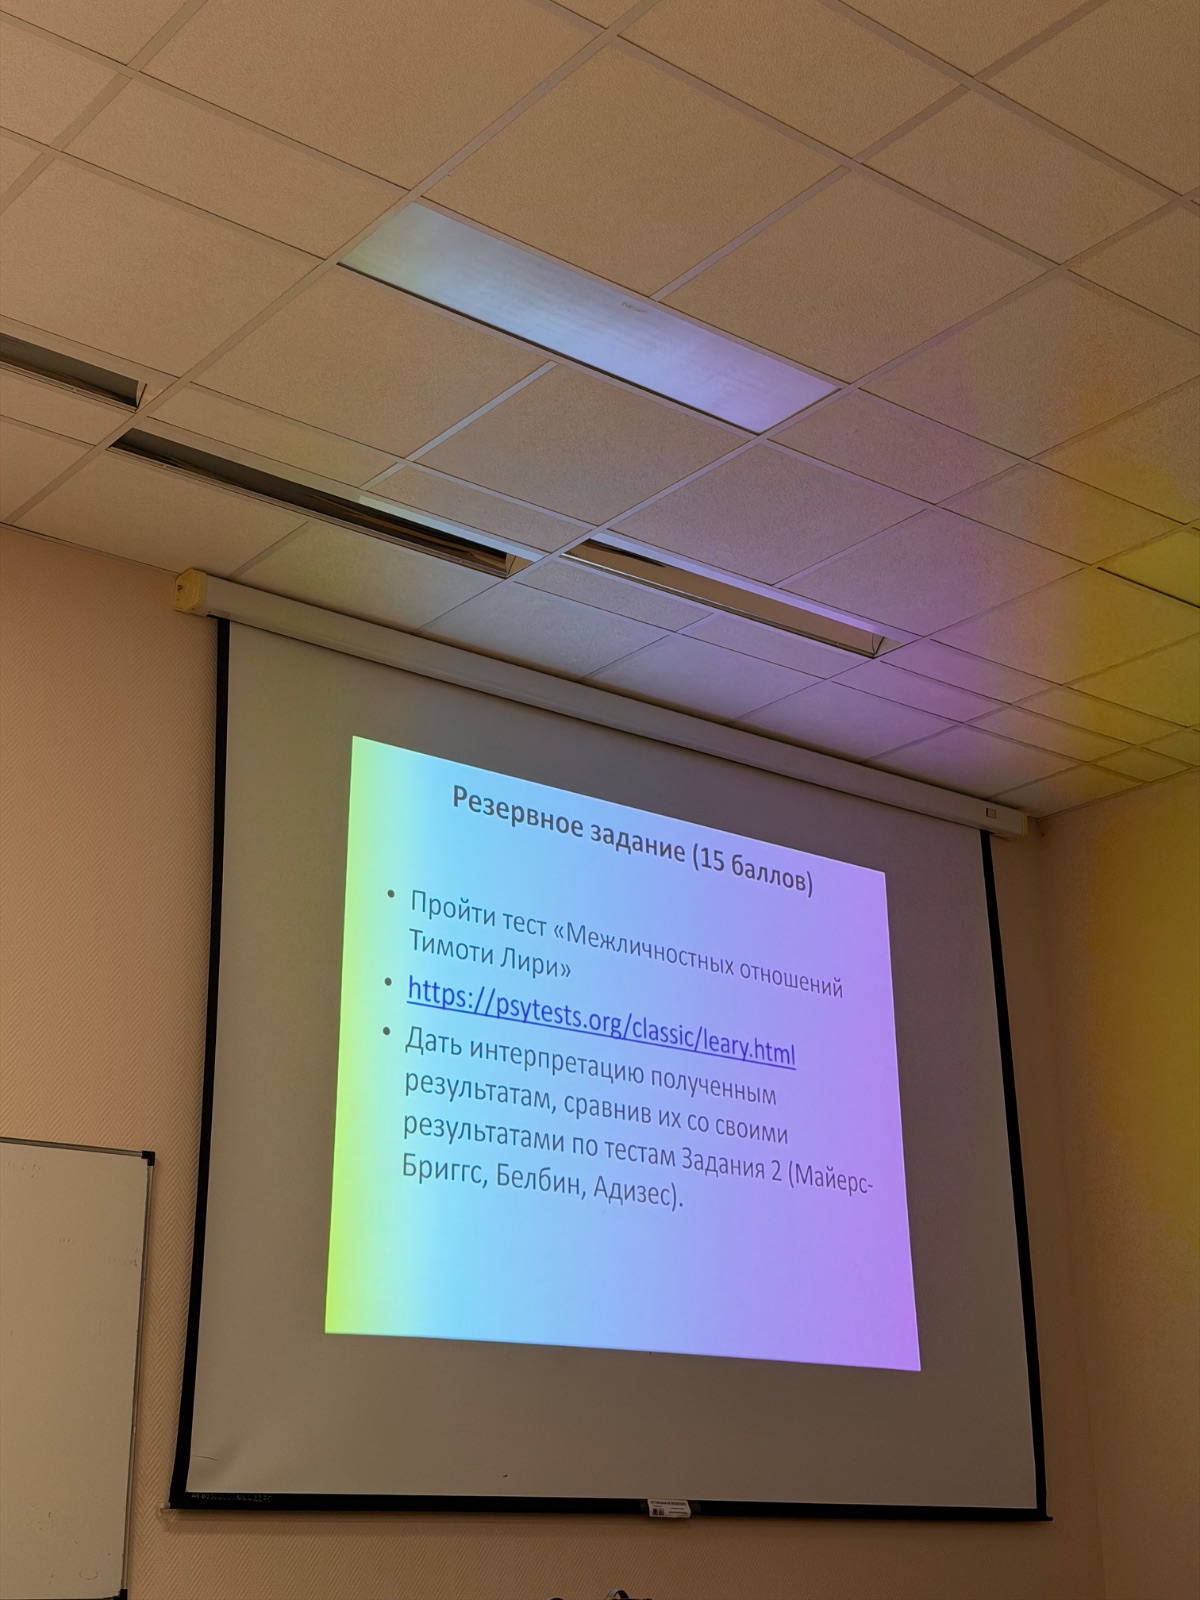 Резервное задание (15 баллов)
• Пройти тест «Межличностных отношений
Тимоти Лири»
• https://psytests.org/classic/leary.html
• Дать интерпретацию полученным
результатам, сравнив их со своими
результатами по тестам Задания 2 (Майерс-
Бриггс, Белбин, Адизес).